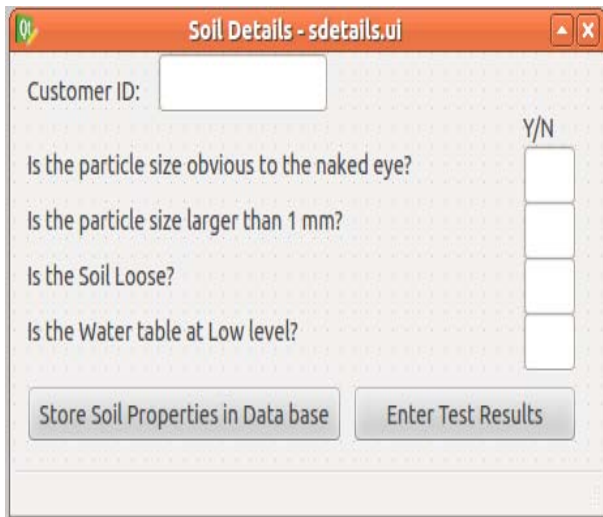 Soil Details - sdetails.ui
Customer ID:
Y/N
Is the particle size obvious to the naked eye?
Is the particle size larger than 1 mm?
Is the Soil Loose?
Is the Water table at Low level?
Store Soil Properties in Data base
Enter Test Results